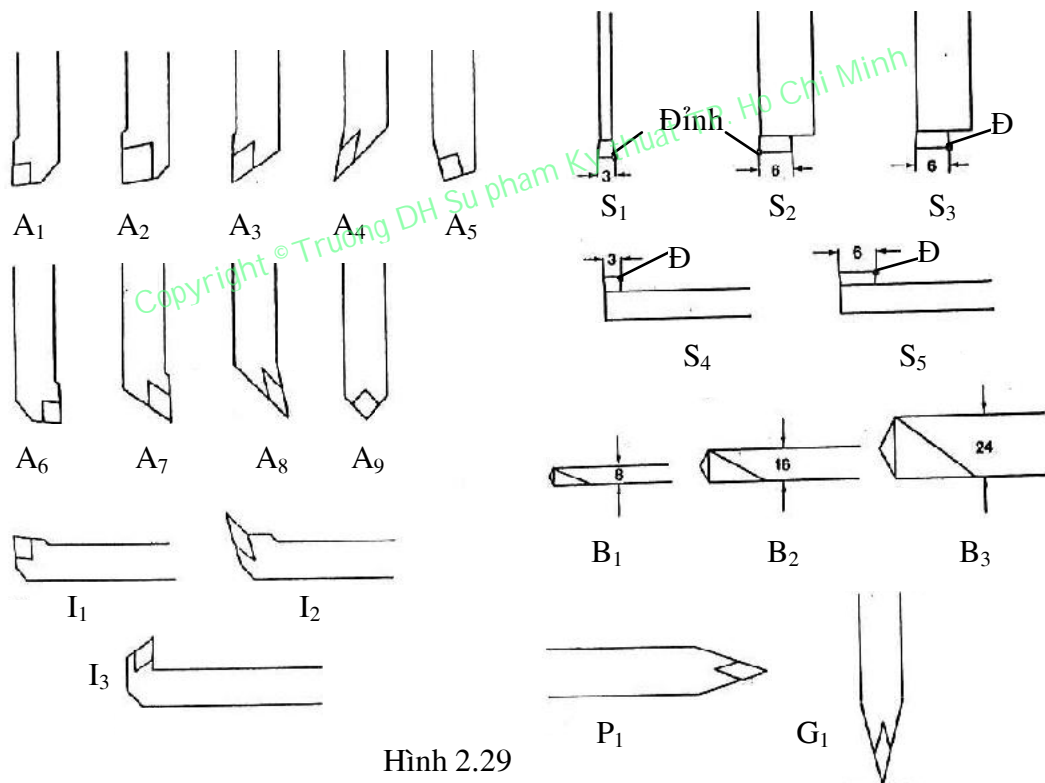 Copyright © Truong DH Su pham Ky thuat TP. Ho Chi Minh
A1 A2 A3 A4 A5
Đỉnh
Đ
3
6
6
S1 S2 S3
3
Đ
6
Đ
S4 S5
A6 A7 A8 A9
8
16
24
B1 B2 B3
I1 I2
I3
P1 G1
Hình 2.29